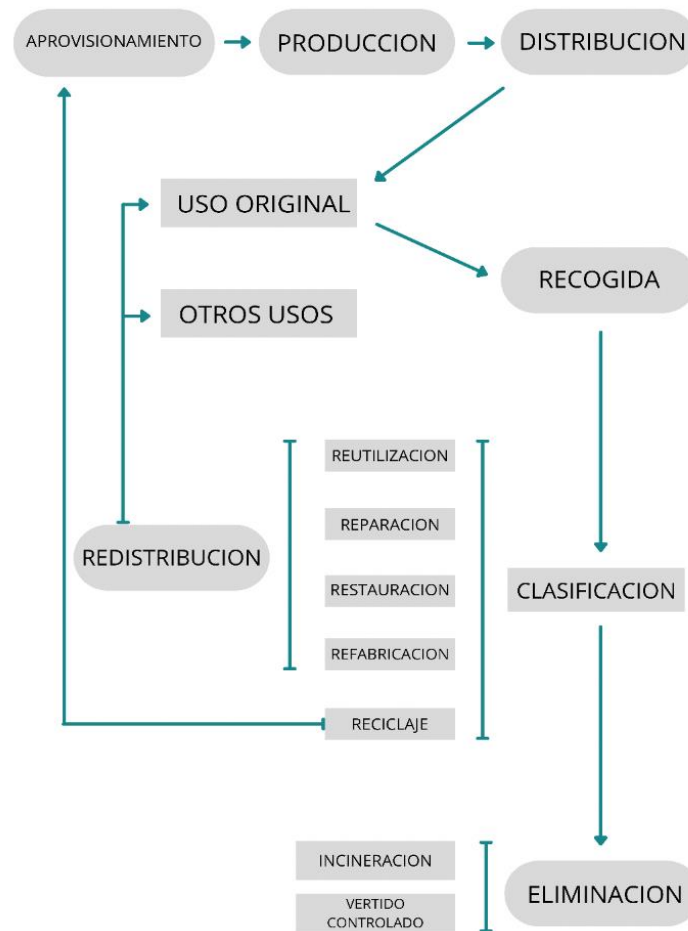 APROVISIONAMIENTO
PRODUCCION
DISTRIBUCION
USO ORIGINAL
RECOGIDA
OTROS USOS
REUTILIZACION
REPARACION
REDISTRIBUCION
RESTAURACION
CLASIFICACION
REFABRICACION
RECICLAJE
INCINERACION
ELIMINACION
VERTIDO
CONTROLADO